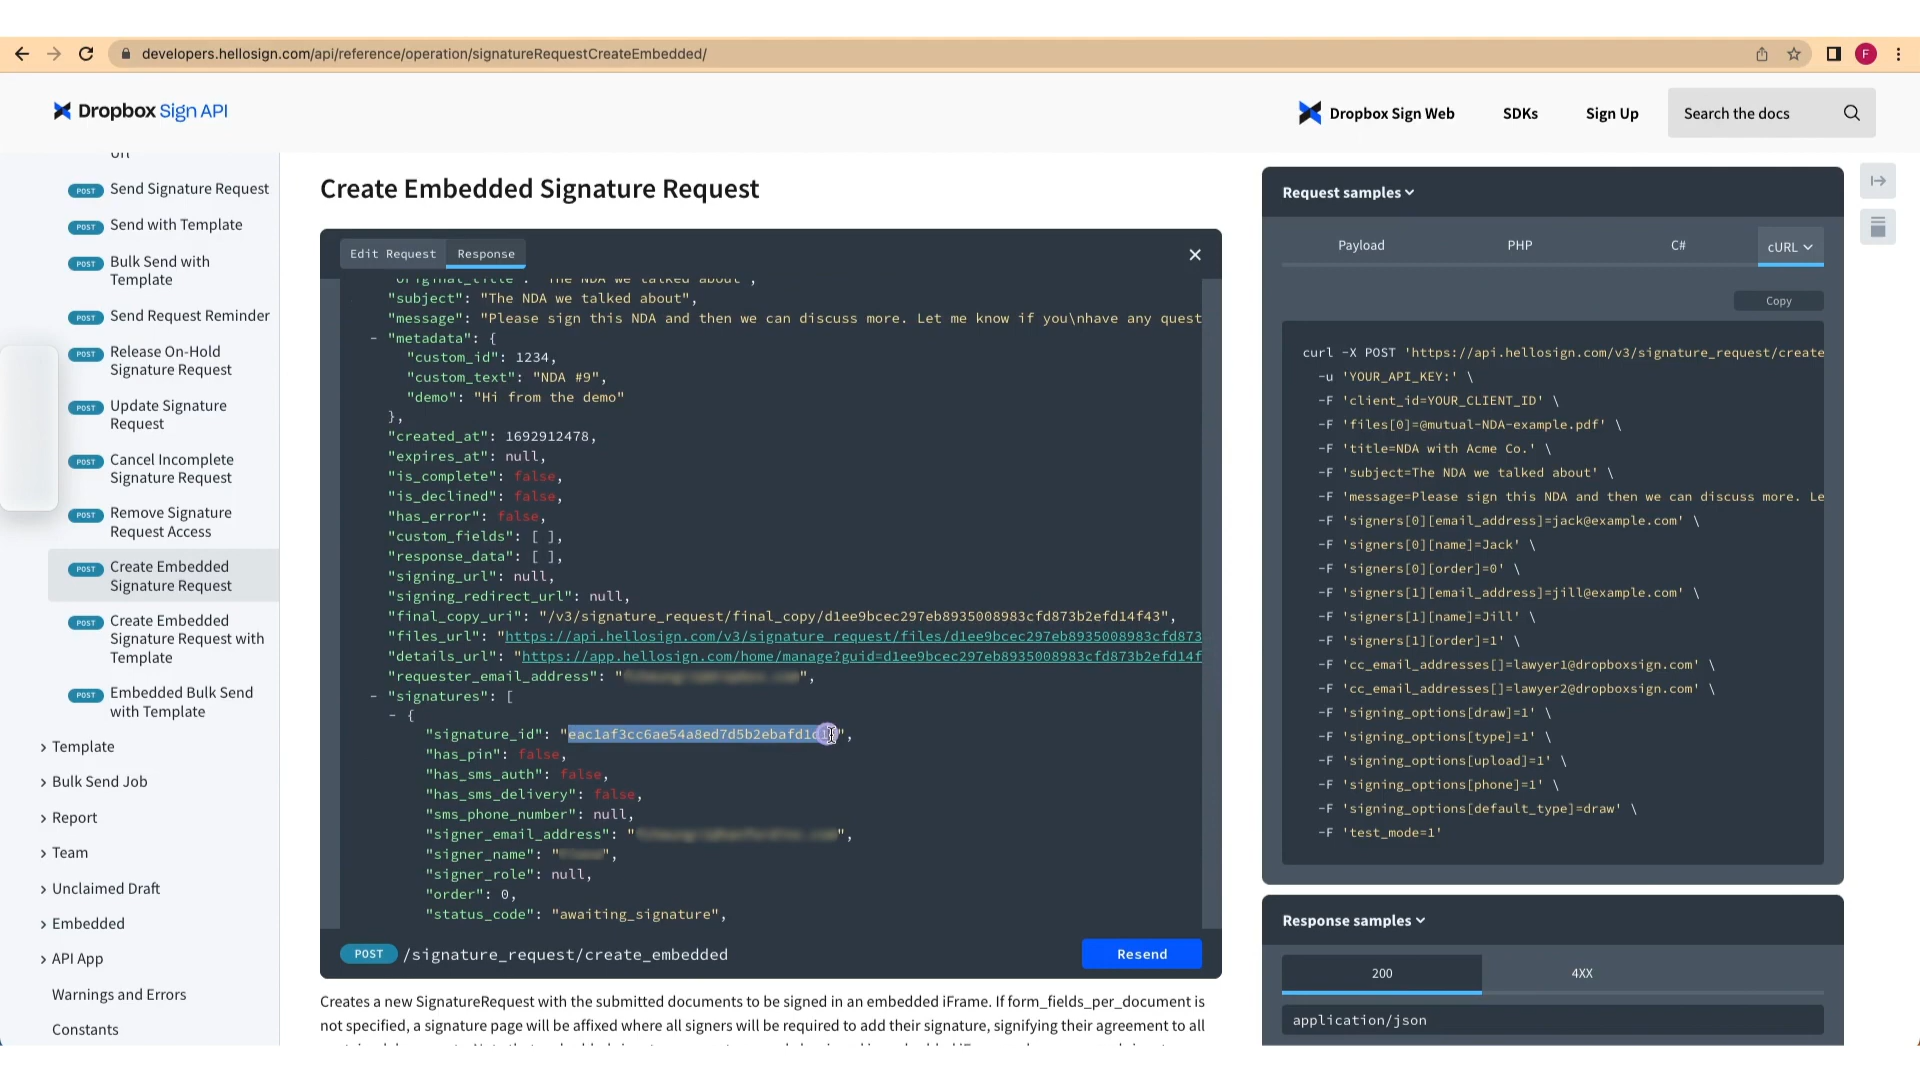 developers.hellosign.com/api/reference/operation/signatureRequestCreateEmbedded/
F
Dropbox Sign API
Dropbox Sign Web
SDKs
Sign Up
Search the docs
Url
POST Send Signature Request
POST Send with Template
POST Bulk Send with
Template
POST Send Request Reminder
POST Release On-Hold
Signature Request
POST Update Signature
Request
POST Cancel Incomplete
Signature Request
POST Remove Signature
Request Access
POST Create Embedded
Signature Request
POST Create Embedded
Signature Request with
Template
POST Embedded Bulk Send
with Template
Template
Bulk Send Job
Report
Team
Unclaimed Draft
Embedded
API App
Warnings and Errors
Constants
Create Embedded Signature Request
Edit Request
Response
"original_title": "The NDA we talked about",
"subject": "The NDA we talked about",
"message": "Please sign this NDA and then we can discuss more. Let me know if you\nhave any quest
- "metadata": {
"custom_id": 1234,
"custom_text": "NDA #9",
"demo": "Hi from the demo"
},
"created_at": 1692912478,
"expires_at": null,
"is_complete": false,
"is_declined": false,
"has_error": false,
"custom_fields": [ ],
"response_data": [ ],
"signing_url": null,
"signing_redirect_url": null,
"final_copy_uri": "/v3/signature_request/final_copy/d1ee9bcec297eb8935008983cfd873b2efd14f43",
"files_url": "https://api.hellosign.com/v3/signature_request/files/d1ee9bcec297eb8935008983cfd873
"details_url": "https://app.hellosign.com/home/manage?guid=d1ee9bcec297eb8935008983cfd873b2efd14f
"requester_email_address": "",
- "signatures": [
- {
"signature_id": "
"has_pin": false,
"has_sms_auth": false,
"has_sms_delivery": false,
"sms_phone_number": null,
"signer_email_address": "",
"signer_name": "",
"signer_role": null,
"order": 0,
"status_code": "awaiting_signature",
POST /signature_request/create_embedded
Resend
Creates a new SignatureRequest with the submitted documents to be signed in an embedded iFrame. If form_fields_per_document is
not specified, a signature page will be affixed where all signers will be required to add their signature, signifying their agreement to all
Request samples
Payload
PHP
C#
cURL
Copy
curl -X POST 'https://api.hellosign.com/v3/signature_request/create
-u 'YOUR_API_KEY:' \
-F 'client_id=YOUR_CLIENT_ID' \
-F 'files[0]=@mutual-NDA-example.pdf' \
-F 'title=NDA with Acme Co.' \
-F 'subject=The NDA we talked about' \
-F 'message=Please sign this NDA and then we can discuss more. Le
-F 'signers[0][email_address]=jack@example.com' \
-F 'signers[0][name]=Jack' \
-F 'signers[0][order]=0' \
-F 'signers[1][email_address]=jill@example.com' \
-F 'signers[1][name]=Jill' \
-F 'signers[1][order]=1' \
-F 'cc_email_addresses[]=lawyer1@dropboxsign.com' \
-F 'cc_email_addresses[]=lawyer2@dropboxsign.com' \
-F 'signing_options[draw]=1' \
-F 'signing_options[type]=1' \
-F 'signing_options[upload]=1' \
-F 'signing_options[phone]=1' \
-F 'signing_options[default_type]=draw' \
-F 'test_mode=1'
Response samples
200
4XX
application/json